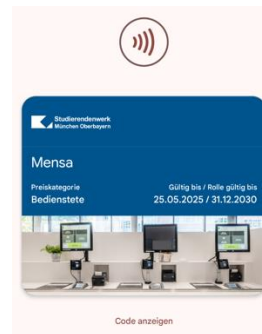 Studierendenwerk
München Oberbayern
Mensa
Preiskategorie
Gültig bis / Rolle gültig bis
Bedienstete
25.05.2025 / 31.12.2030
Code anzeigen